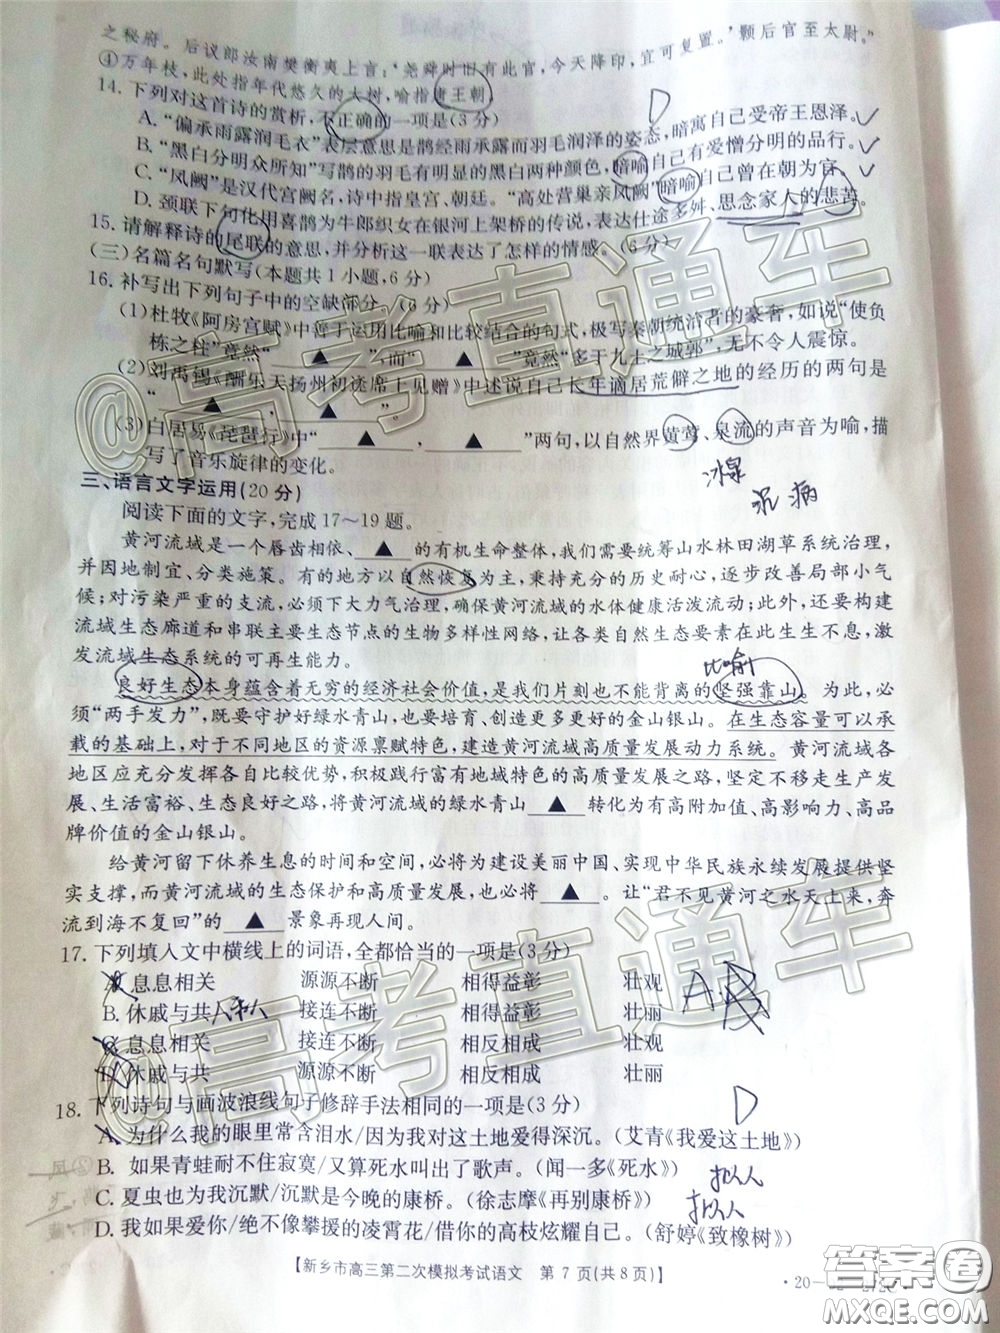 之秘府。后议郎汝南樊衡夷上言：‘尧舜时旧有此官，今天降印，宜可复置。’颗后官至太尉。”
④万年枝，此处指年代悠久的大树，喻指唐王朝。
14. 下列对这首诗的赏析，不正确的一项是(3分) D
A. “偏承雨露润毛衣”表层意思是鹊经雨承露而羽毛润泽的姿态，暗寓自己受帝王恩泽。✓
B. “黑白分明众所知”写鹊的羽毛有明显的黑白两种颜色，暗喻自己有爱憎分明的品行。
C. “凤阙”是汉代宫阙名，诗中指皇宫、朝廷。“高处营巢亲凤阙”暗喻自己曾在朝为官。✓
D. 颈联下句化用喜鹊为牛郎织女在银河上架桥的传说，表达仕途多舛、思念家人的悲苦。
15. 请解释诗的尾联的意思，并分析这一联表达了怎样的情感。(6分)
(三)名篇名句默写(本题共1小题，6分)
16. 补写出下列句子中的空缺部分。(6分)
(1)杜牧《阿房宫赋》中善于运用比喻和比较结合的句式，极写秦朝统治者的豪奢，如说“使负
栋之柱”竟然“ ▲ ”，而“ ▲ ”竟然“多于九土之城郭”，无不令人震惊。
(2)刘禹锡《酬乐天扬州初逢席上见赠》中述说自己长年谪居荒僻之地的经历的两句是
“ ▲ ， ▲ ”。
(3)白居易《琵琶行》中“ ▲ ， ▲ ”两句，以自然界黄莺、泉流的声音为喻，描
写了音乐旋律的变化。
冰泉
三、语言文字运用(20分)
阅读下面的文字，完成17～19题。
黄河流域是一个唇齿相依、 ▲ 的有机生命整体，我们需要统筹山水林田湖草系统治理，
并因地制宜、分类施策。有的地方以自然恢复为主，秉持充分的历史耐心，逐步改善局部小气
候；对污染严重的支流，必须下大力气治理，确保黄河流域的水体健康活泼流动；此外，还要构建
流域生态廊道和串联主要生态节点的生物多样性网络，让各类自然生态要素在此生生不息，激
发流域生态系统的可再生能力。
比喻
良好生态本身蕴含着无穷的经济社会价值，是我们片刻也不能背离的坚强靠山。为此，必
须“两手发力”，既要守护好绿水青山，也要培育、创造更多更好的金山银山。在生态容量可以承
载的基础上，对于不同地区的资源禀赋特色，建造黄河流域高质量发展动力系统。黄河流域各
地区应充分发挥各自比较优势，积极践行富有地域特色的高质量发展之路，坚定不移走生产发
展、生活富裕、生态良好之路，将黄河流域的绿水青山 ▲ 转化为有高附加值、高影响力、高品
牌价值的金山银山。
给黄河留下休养生息的时间和空间，必将为建设美丽中国、实现中华民族永续发展提供坚
实支撑，而黄河流域的生态保护和高质量发展，也必将 ▲ 。让“君不见黄河之水天上来，奔
流到海不复回”的 ▲ 景象再现人间。
17. 下列填入文中横线上的词语，全都恰当的一项是(3分)
A. 息息相关 源源不断 相得益彰 壮观
B. 休戚与共 接连不断 相得益彰 壮丽
C. 息息相关 接连不断 相反相成 壮观
D. 休戚与共 源源不断 相反相成 壮丽
18. 下列诗句与画波浪线句子修辞手法相同的一项是(3分) D
A. 为什么我的眼里常含泪水/因为我对这土地爱得深沉。(艾青《我爱这土地》)
B. 如果青蛙耐不住寂寞/又算死水叫出了歌声。(闻一多《死水》) 拟人
C. 夏虫也为我沉默/沉默是今晚的康桥。(徐志摩《再别康桥》) 拟人
D. 我如果爱你/绝不像攀援的凌霄花/借你的高枝炫耀自己。(舒婷《致橡树》)
【新乡市高三第二次模拟考试语文 第7页(共8页)】
·20-
@高考直通车
@高考直通车